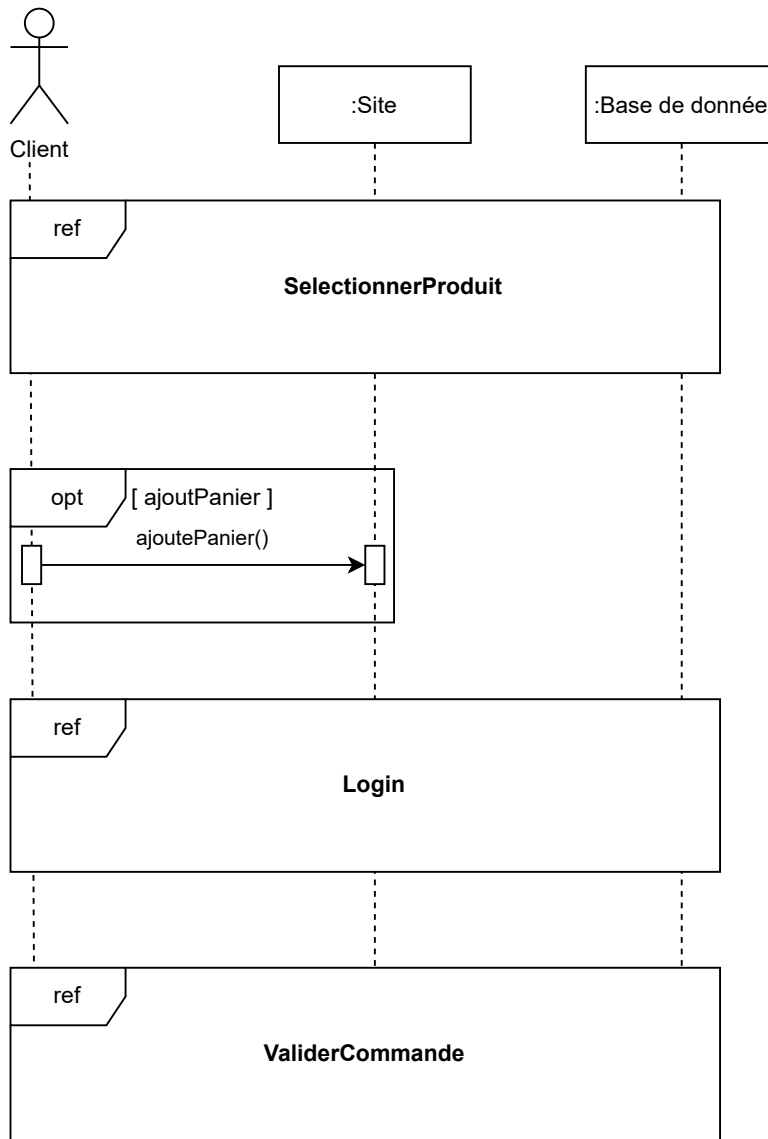 Client
:Site
:Base de donnée
ref
SelectionnerProduit
opt
[ ajoutPanier ]
ajoutePanier()
ref
Login
ref
ValiderCommande